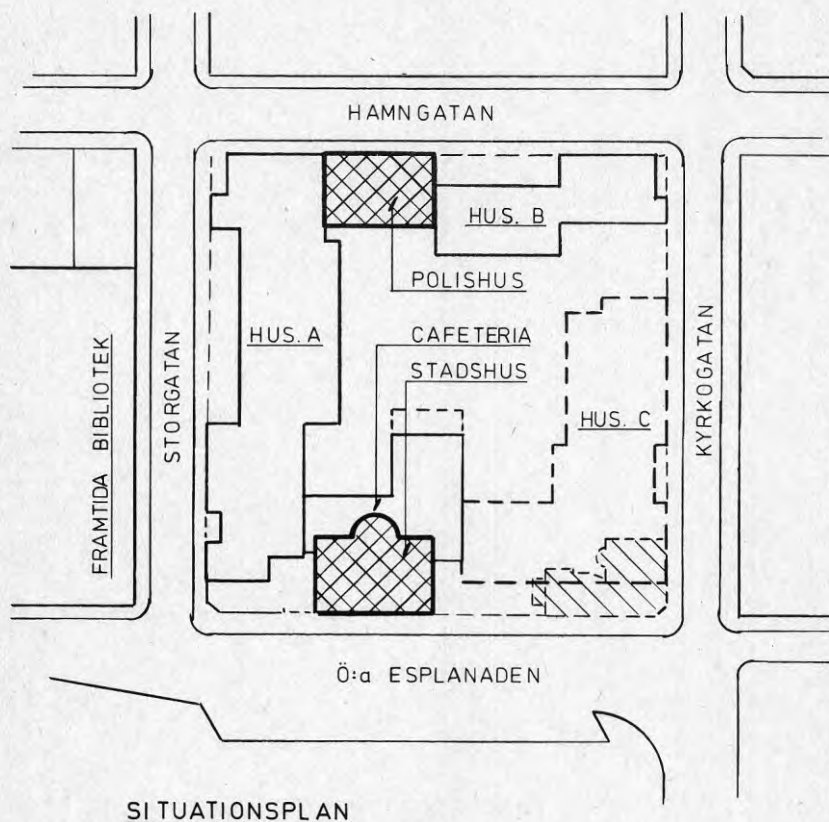 HAMNGATAN
HUS. B
POLISHUS
HUS. A
CAFETERIA
STADSHUS
HUS. C
FRAMTIDA BIBLIOTEK
STORGATAN
KYRKOGATAN
Ö:a ESPLANADEN
SITUATIONSPLAN